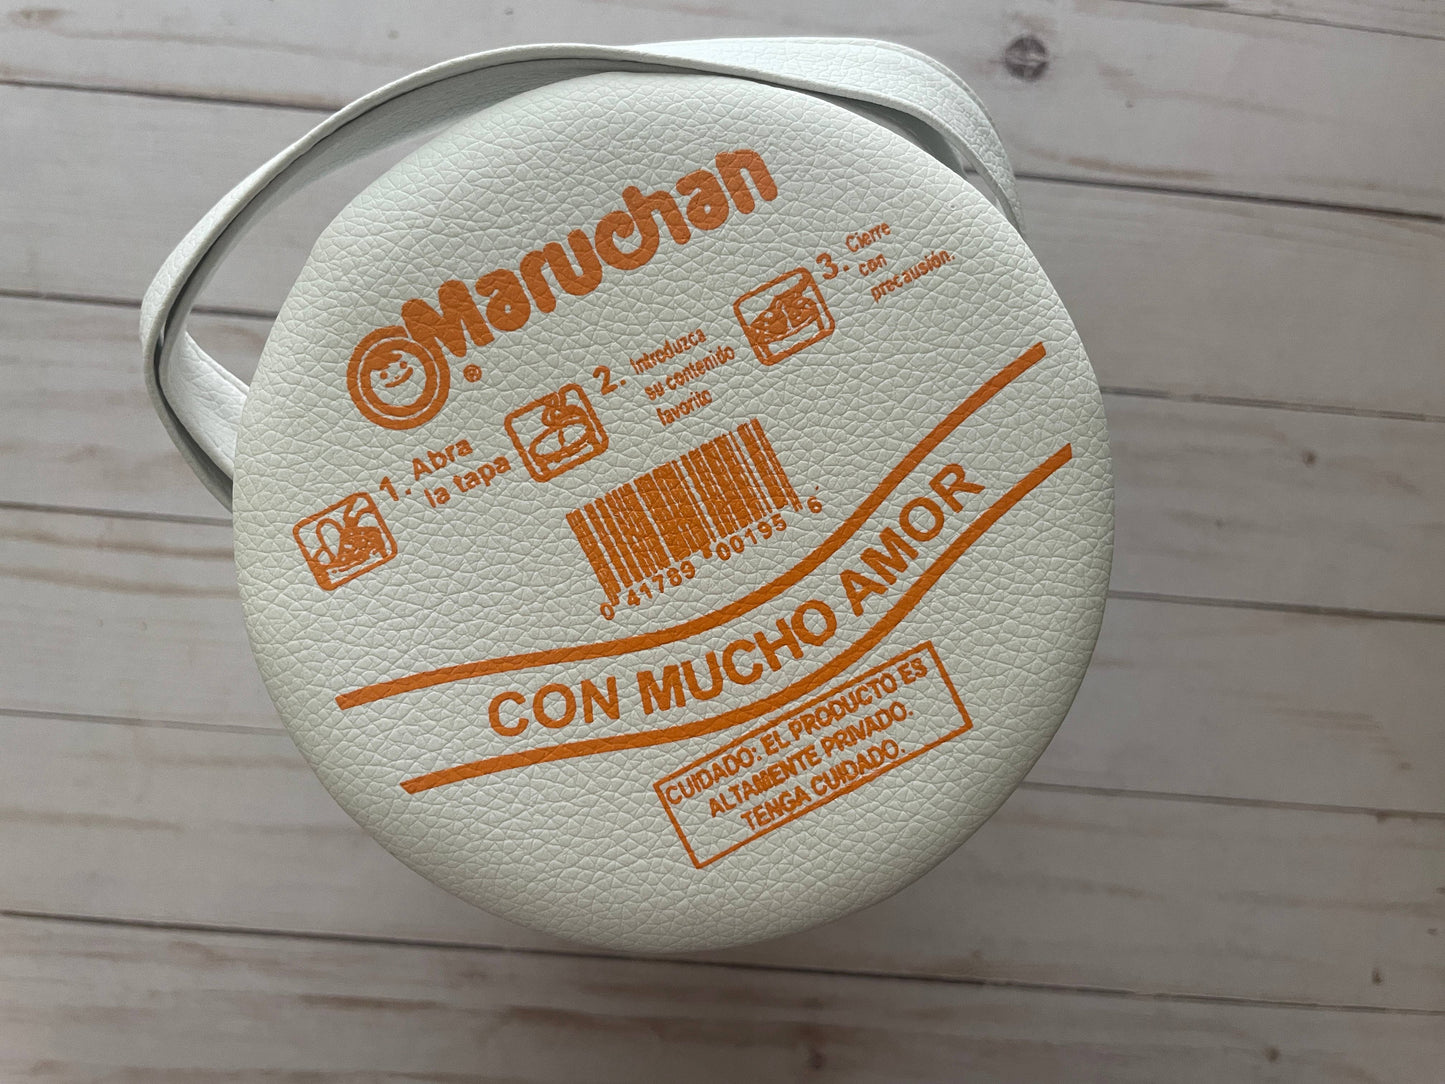 Maruchan
®
1. Abra
la tapa
2. Introduzca
su contenido
favorito
3. Cierre
con
precausión.
0 41789 00195 6
CON MUCHO AMOR
CUIDADO: EL PRODUCTO ES
ALTAMENTE PRIVADO.
TENGA CUIDADO.